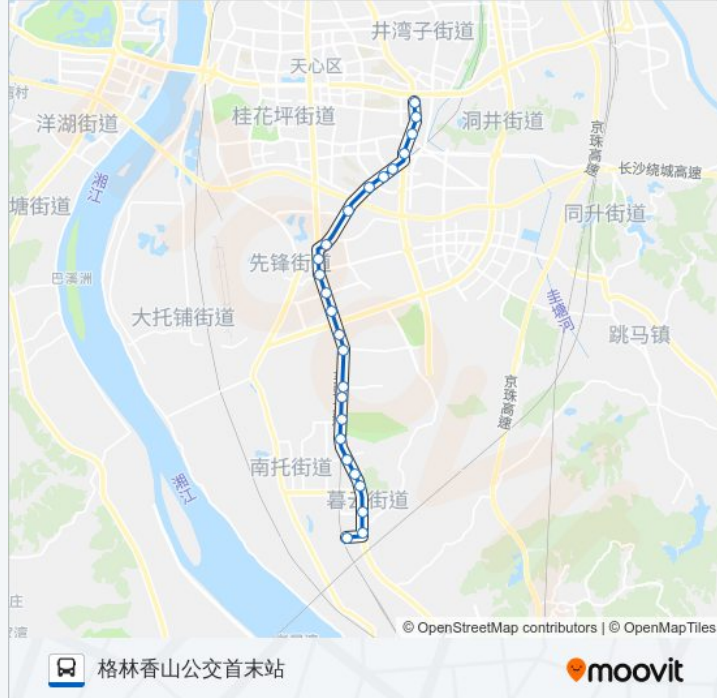 井湾子街道
天心区
桂花坪街道
洞井街道
洋湖街道
京珠高速
长沙绕城高速
湘江
塘街道
同升街道
先锋街道
巴溪洲
大托铺街道
圭塘河
跳马镇
京珠高速
南托街道
湘江
暮云街道
© OpenStreetMap contributors | © OpenMapTiles
格林香山公交首末站
moovit